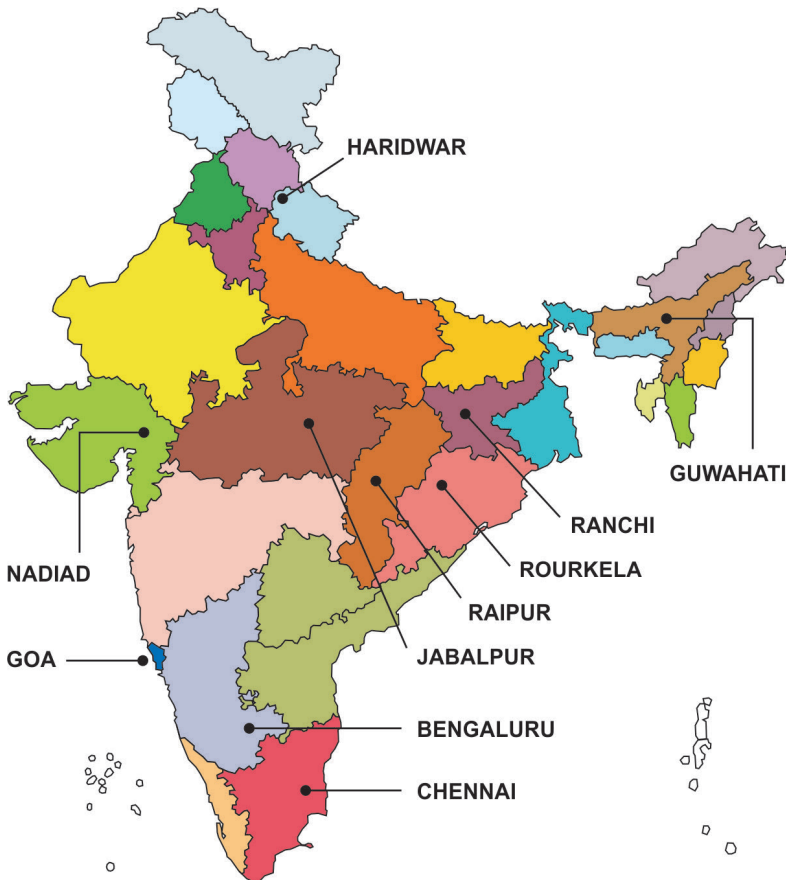 HARIDWAR
GUWAHATI
RANCHI
ROURKELA
NADIAD
RAIPUR
GOA
JABALPUR
BENGALURU
CHENNAI